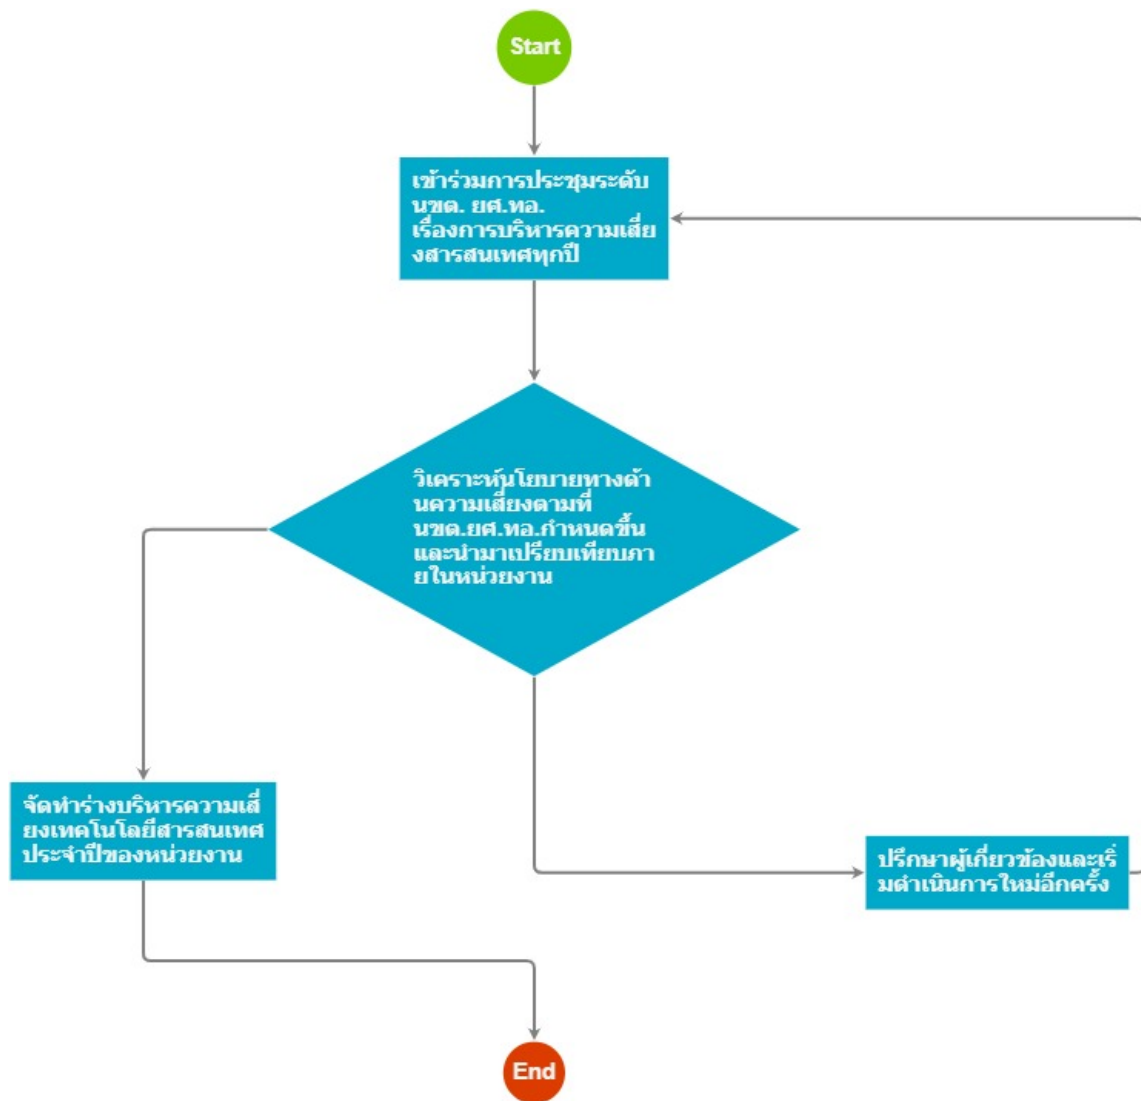 Start
เข้าร่วมการประชุมระดับ
นขต. ยศ.ทอ.
เรื่องการบริหารความเสี่ย
งสารสนเทศทุกปี
วิเคราะห์นโยบายทางด้า
นความเสี่ยงตามที่
นขต.ยศ.ทอ.กำหนดขึ้น
และนำมาเปรียบเทียบภา
ยในหน่วยงาน
จัดทำร่างบริหารความเสี่
ยงเทคโนโลยีสารสนเทศ
ประจำปีของหน่วยงาน
ปรึกษาผู้เกี่ยวข้องและเริ่
มดำเนินการใหม่อีกครั้ง
End